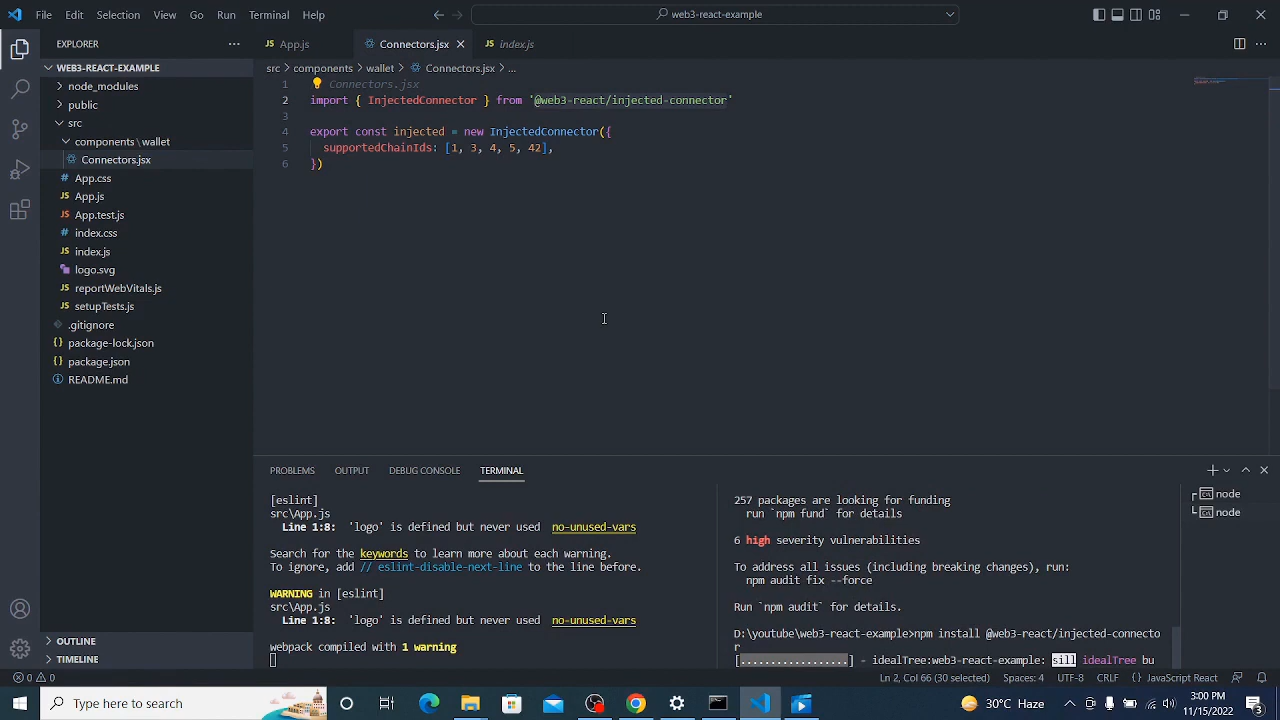 File Edit Selection View Go Run Terminal Help
web3-react-example
EXPLORER
WEB3-REACT-EXAMPLE
node_modules
public
src
components\wallet
Connectors.jsx
App.css
App.js
App.test.js
index.css
index.js
logo.svg
reportWebVitals.js
setupTests.js
.gitignore
package-lock.json
package.json
README.md
OUTLINE
TIMELINE
App.js Connectors.jsx index.js
src > components > wallet > Connectors.jsx > ...
1 Connectors.jsx
2 import { InjectedConnector } from '@web3-react/injected-connector'
3
4 export const injected = new InjectedConnector({
5 supportedChainIds: [1, 3, 4, 5, 42],
6 })
PROBLEMS OUTPUT DEBUG CONSOLE TERMINAL
[eslint]
src\App.js
Line 1:8: 'logo' is defined but never used no-unused-vars
Search for the keywords to learn more about each warning.
To ignore, add // eslint-disable-next-line to the line before.
WARNING in [eslint]
src\App.js
Line 1:8: 'logo' is defined but never used no-unused-vars
webpack compiled with 1 warning
257 packages are looking for funding
run `npm fund` for details
6 high severity vulnerabilities
To address all issues (including breaking changes), run:
npm audit fix --force
Run `npm audit` for details.
D:\youtube\web3-react-example>npm install @web3-react/injected-connecto
r
[..................] - idealTree:web3-react-example: sill idealTree bu
node
node
0 0
Ln 2, Col 66 (30 selected) Spaces: 4 UTF-8 CRLF {} JavaScript React
Type here to search
30°C Haze
3:00 PM
11/15/2022